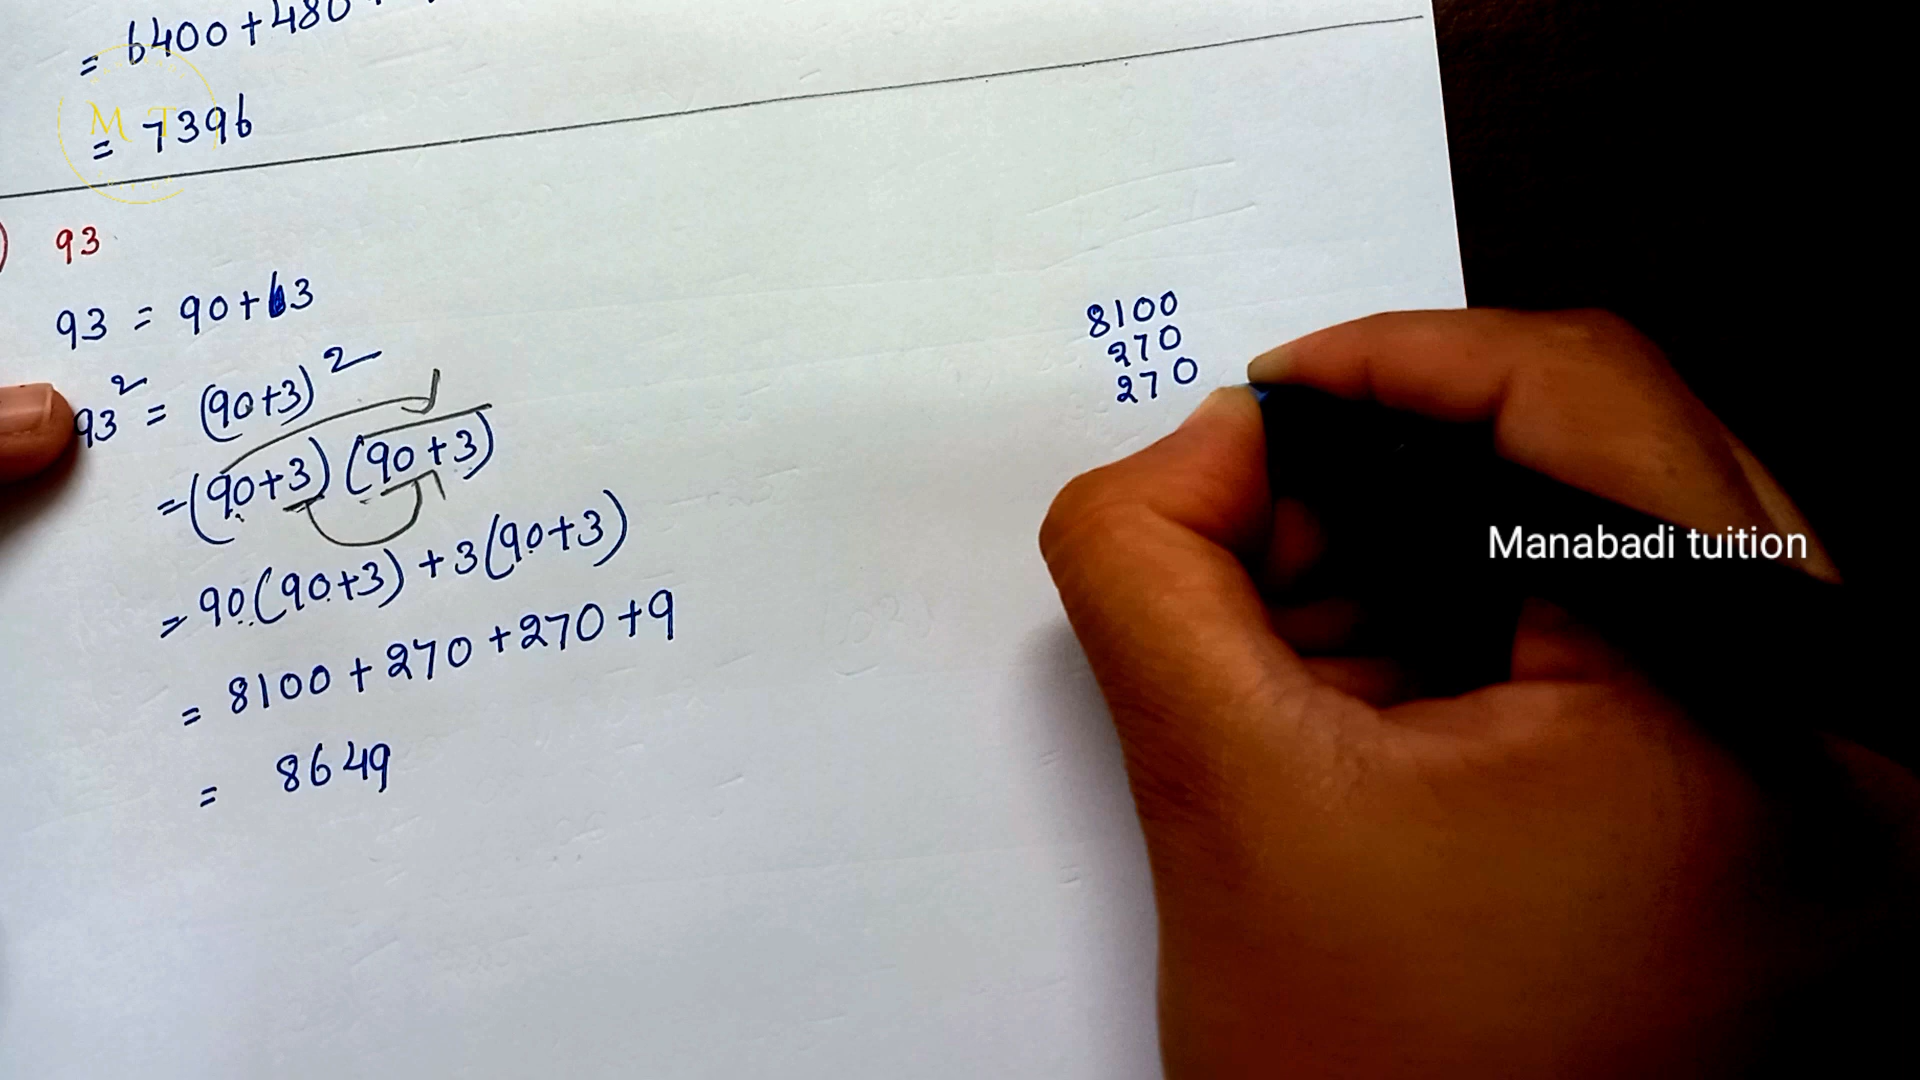 = 6400+480+
= 7396
M T
) 93
93 = 90+3
93² = (90+3)²
=(90+3)(90+3)
= 90(90+3)+3(90+3)
= 8100+270+270+9
= 8649
8100
270
270
Manabadi tuition